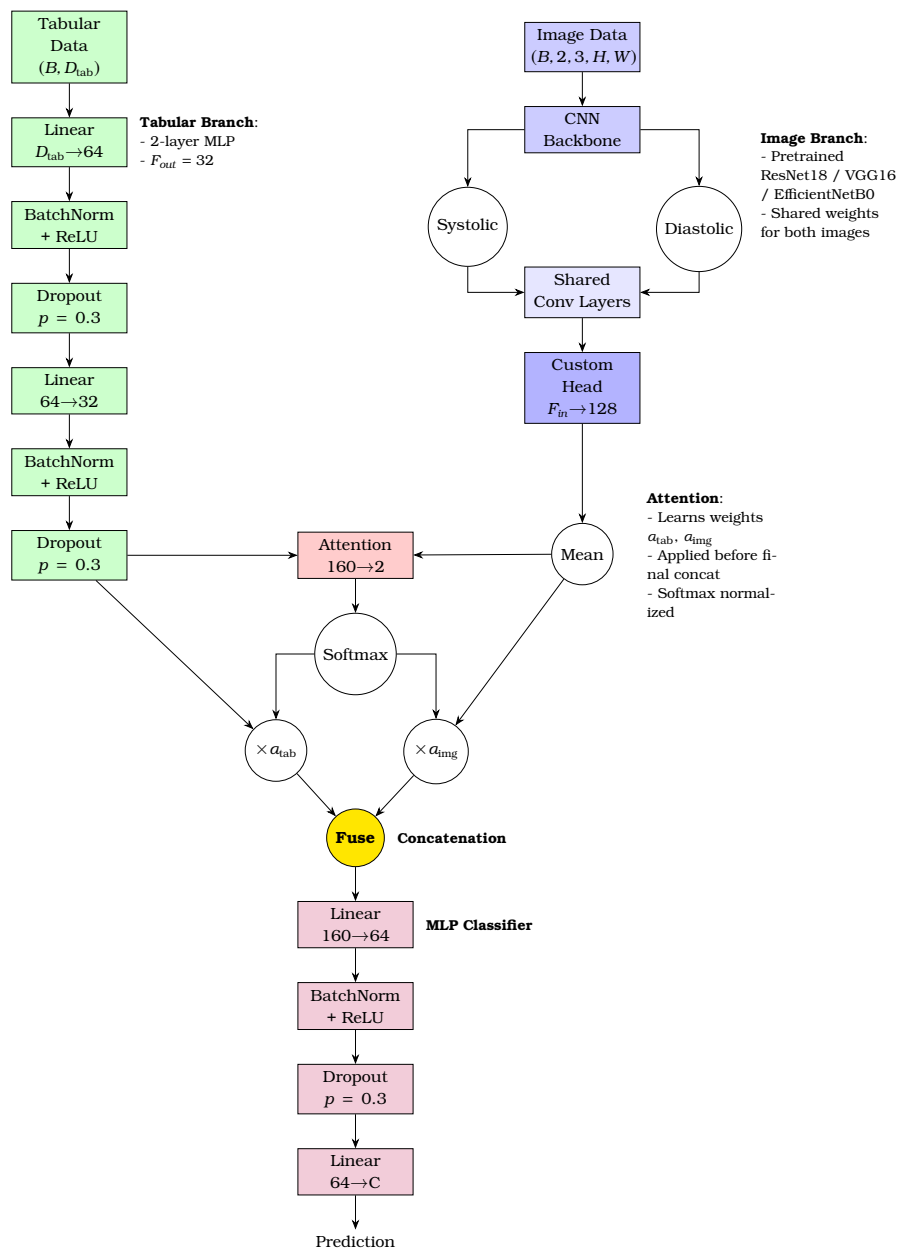 Tabular
Data
(B, D_tab)
Linear
D_tab→64
Tabular Branch:
- 2-layer MLP
- F_out = 32
BatchNorm
+ ReLU
Dropout
p = 0.3
Linear
64→32
BatchNorm
+ ReLU
Dropout
p = 0.3
Image Data
(B, 2, 3, H, W)
CNN
Backbone
Systolic
Diastolic
Image Branch:
- Pretrained
ResNet18 / VGG16
/ EfficientNetB0
- Shared weights
for both images
Shared
Conv Layers
Custom
Head
F_in→128
Mean
Attention:
- Learns weights
a_tab, a_img
- Applied before fi-
nal concat
- Softmax normal-
ized
Attention
160→2
Softmax
×a_tab
×a_img
Fuse
Concatenation
Linear
160→64
MLP Classifier
BatchNorm
+ ReLU
Dropout
p = 0.3
Linear
64→C
Prediction